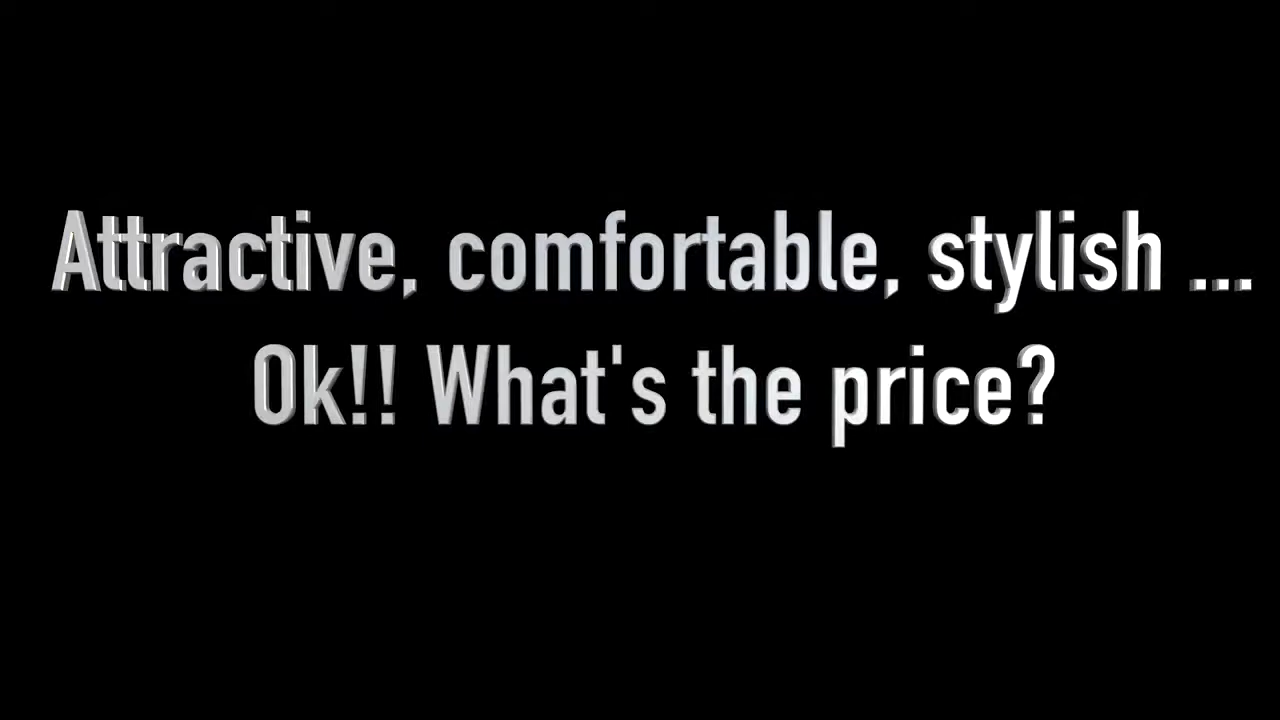 Attractive, comfortable, stylish ...
Ok!! What's the price?